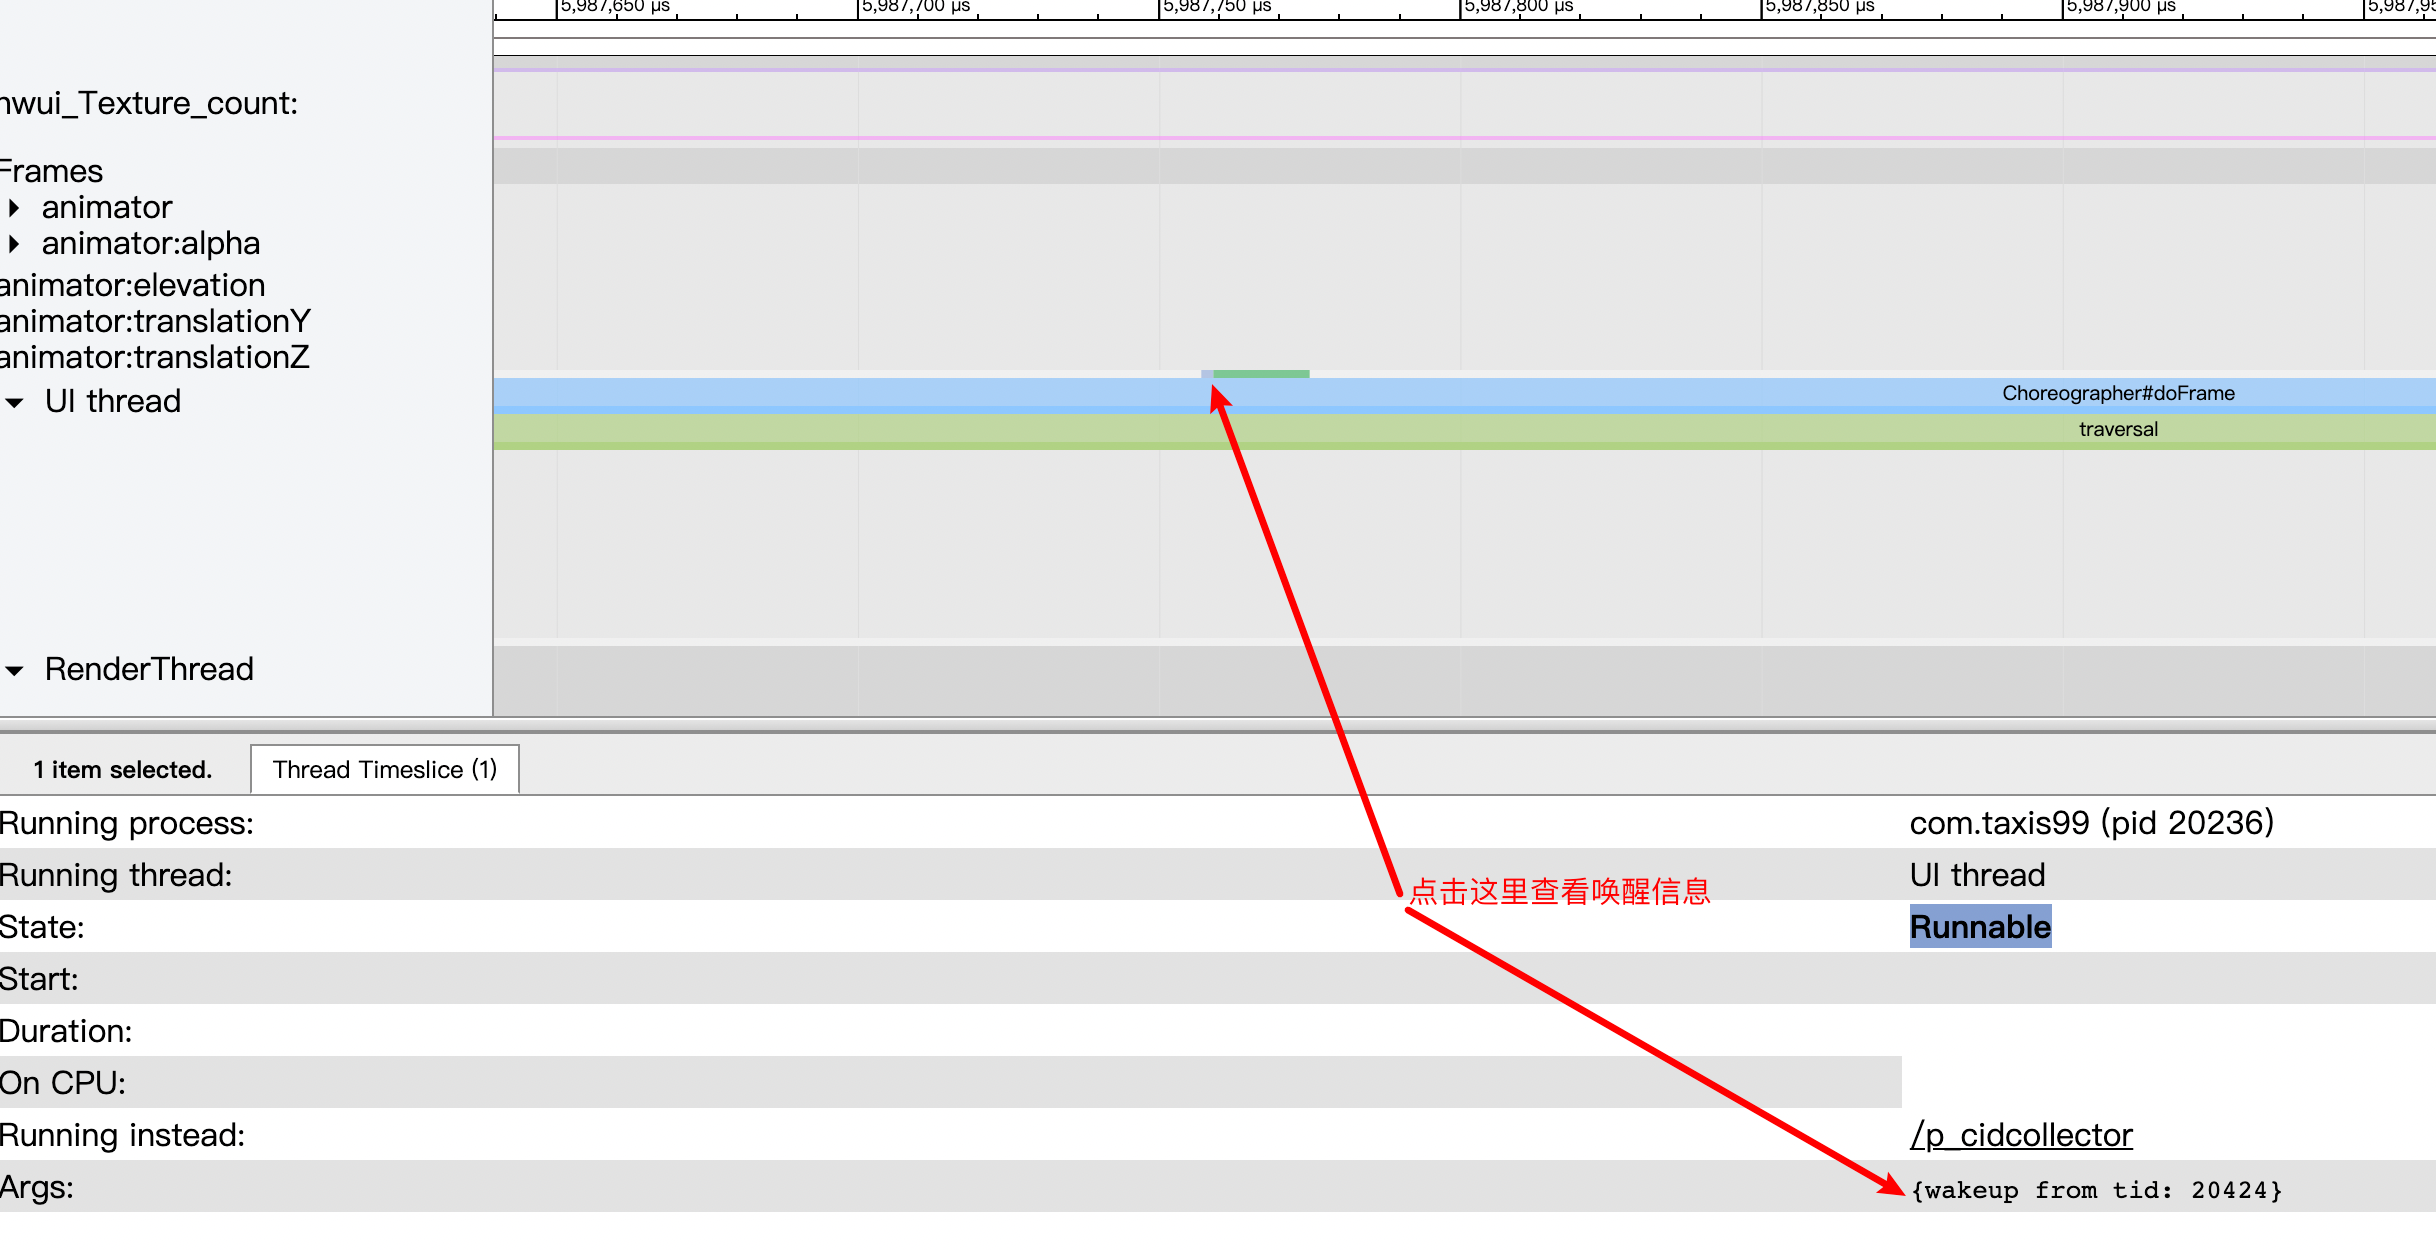 5,987,650 µs 5,987,700 µs 5,987,750 µs 5,987,800 µs 5,987,850 µs 5,987,900 µs
hwui_Texture_count:
Frames
animator
animator:alpha
animator:elevation
animator:translationY
animator:translationZ
UI thread
Choreographer#doFrame
traversal
RenderThread
1 item selected. Thread Timeslice (1)
Running process: com.taxis99 (pid 20236)
点击这里查看唤醒信息
Running thread: UI thread
State: Runnable
Start:
Duration:
On CPU:
Running instead: /p_cidcollector
Args: {wakeup from tid: 20424}